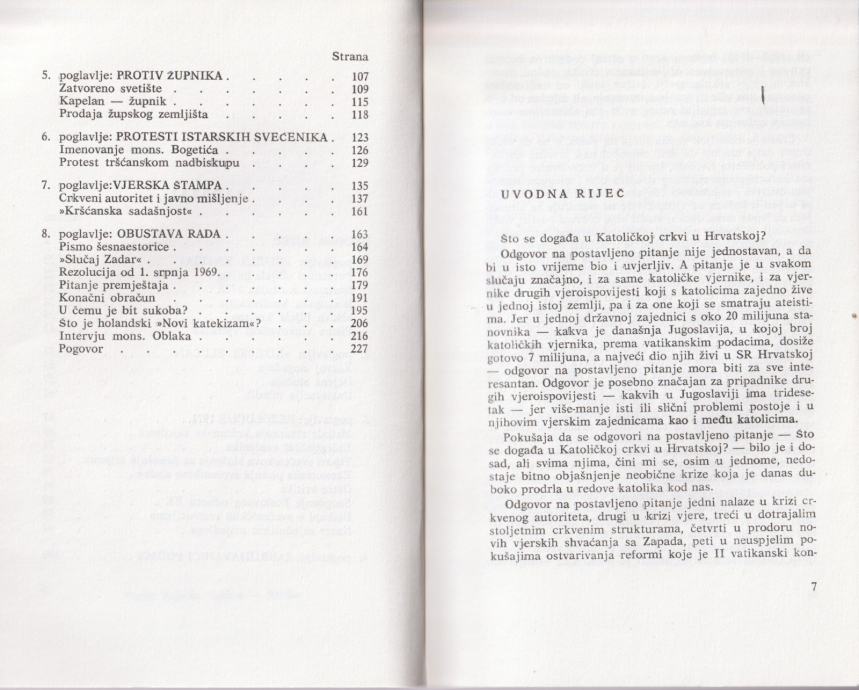 Strana
5. poglavlje: PROTIV ŽUPNIKA . . . . . 107
Zatvoreno svetište . . . . . . 109
Kapelan — župnik . . . . . . 115
Prodaja župskog zemljišta . . . . 118
6. poglavlje: PROTESTI ISTARSKIH SVEĆENIKA . 123
Imenovanje mons. Bogetića . . . . . 126
Protest tršćanskom nadbiskupu . . . . 129
7. poglavlje: VJERSKA ŠTAMPA . . . . . 135
Crkveni autoritet i javno mišljenje . . . . 137
»Kršćanska sadašnjost« . . . . . . 161
8. poglavlje: OBUSTAVA RADA . . . . . 163
Pismo šesnaestorice . . . . . . 164
»Slučaj Zadar« . . . . . . . 169
Rezolucija od 1. srpnja 1969. . . . . . 176
Pitanje premještaja . . . . . . 179
Konačni obračun . . . . . . 191
U čemu je bit sukoba? . . . . . 195
Što je holandski »Novi katekizam«? . . . 206
Intervju mons. Oblaka . . . . . 216
Pogovor . . . . . . . . 227
UVODNA RIJEČ
Što se događa u Katoličkoj crkvi u Hrvatskoj?
Odgovor na postavljeno pitanje nije jednostavan, a da
bi u isto vrijeme bio i uvjerljiv. A pitanje je u svakom
slučaju značajno, i za same katoličke vjernike, i za vjer-
nike drugih vjeroispovijesti koji s katolicima zajedno žive
u jednoj istoj zemlji, pa i za one koji se smatraju ateisti-
ma. Jer u jednoj državnoj zajednici s oko 20 milijuna sta-
novnika — kakva je današnja Jugoslavija, u kojoj broj
katoličkih vjernika, prema vatikanskim podacima, dosiže
gotovo 7 milijuna, a najveći dio njih živi u SR Hrvatskoj
— odgovor na postavljeno pitanje mora biti za sve inte-
resantan. Odgovor je posebno značajan za pripadnike dru-
gih vjeroispovijesti — kakvih u Jugoslaviji ima tridese-
tak — jer više-manje isti ili slični problemi postoje i u
njihovim vjerskim zajednicama kao i među katolicima.
Pokušaja da se odgovori na postavljeno pitanje — Što
se događa u Katoličkoj crkvi u Hrvatskoj? — bilo je i do-
sad, ali svima njima, čini mi se, osim u jednome, nedo-
staje bitno objašnjenje neobične krize koja je danas du-
boko prodrla u redove katolika kod nas.
Odgovor na postavljeno pitanje jedni nalaze u krizi cr-
kvenog autoriteta, drugi u krizi vjere, treći u dotrajalim
stoljetnim crkvenim strukturama, četvrti u prodoru no-
vih vjerskih shvaćanja sa Zapada, peti u neuspjelim po-
kušajima ostvarivanja reformi koje je II vatikanski kon-
7